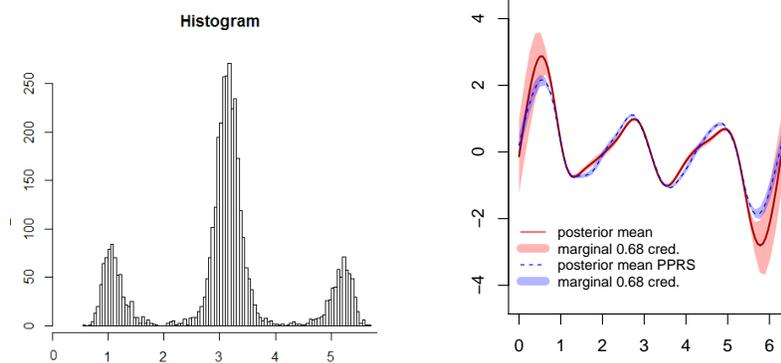 Histogram
250
200
150
100
50
0
0 1 2 3 4 5
4
2
0
−2
−4
posterior mean
marginal 0.68 cred.
posterior mean PPRS
marginal 0.68 cred.
0 1 2 3 4 5 6